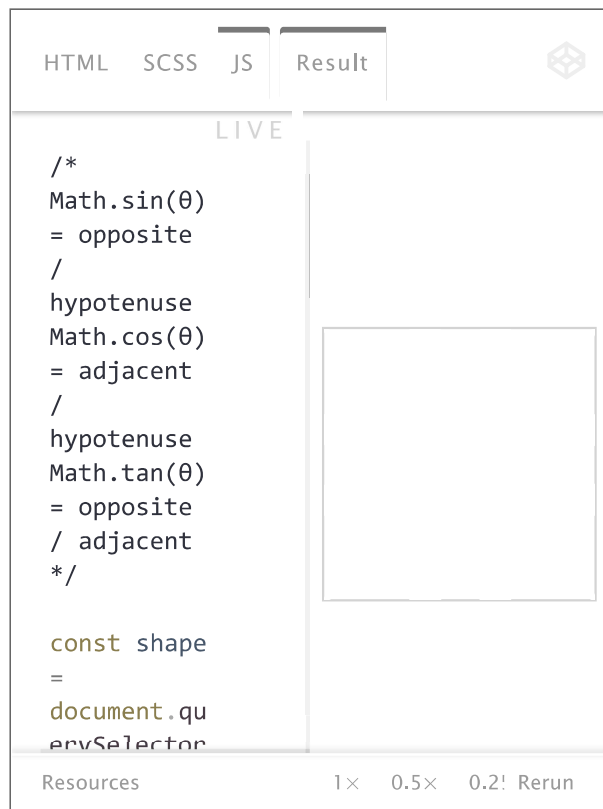 HTML SCSS JS Result
LIVE
/*
Math.sin(θ)
= opposite
/
hypotenuse
Math.cos(θ)
= adjacent
/
hypotenuse
Math.tan(θ)
= opposite
/ adjacent
*/
const shape
=
document.qu
erySelector
Resources 1× 0.5× Rerun